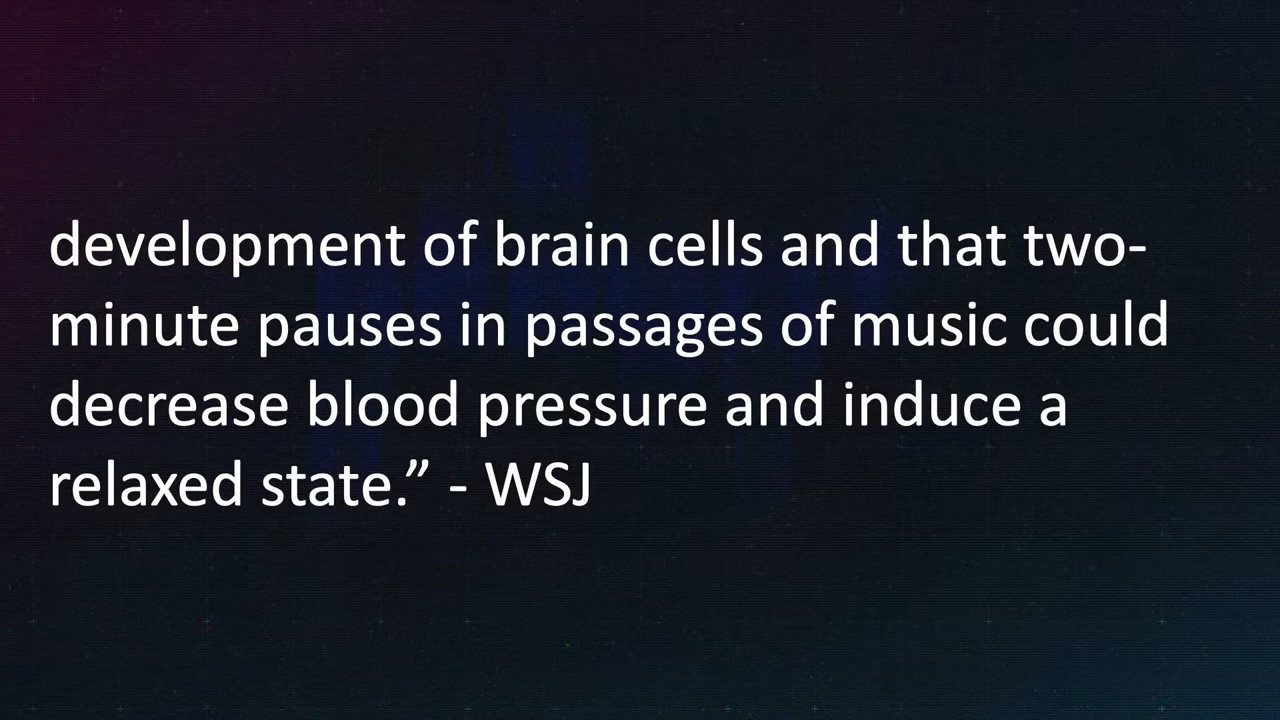 development of brain cells and that two-
minute pauses in passages of music could
decrease blood pressure and induce a
relaxed state.” - WSJ